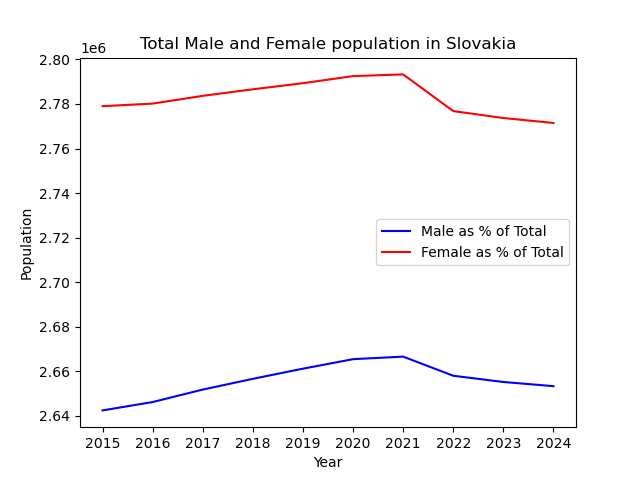 Total Male and Female population in Slovakia
1e6
2.80
2.78
2.76
2.74
2.72
2.70
2.68
2.66
2.64
Population
Male as % of Total
Female as % of Total
2015 2016 2017 2018 2019 2020 2021 2022 2023 2024
Year